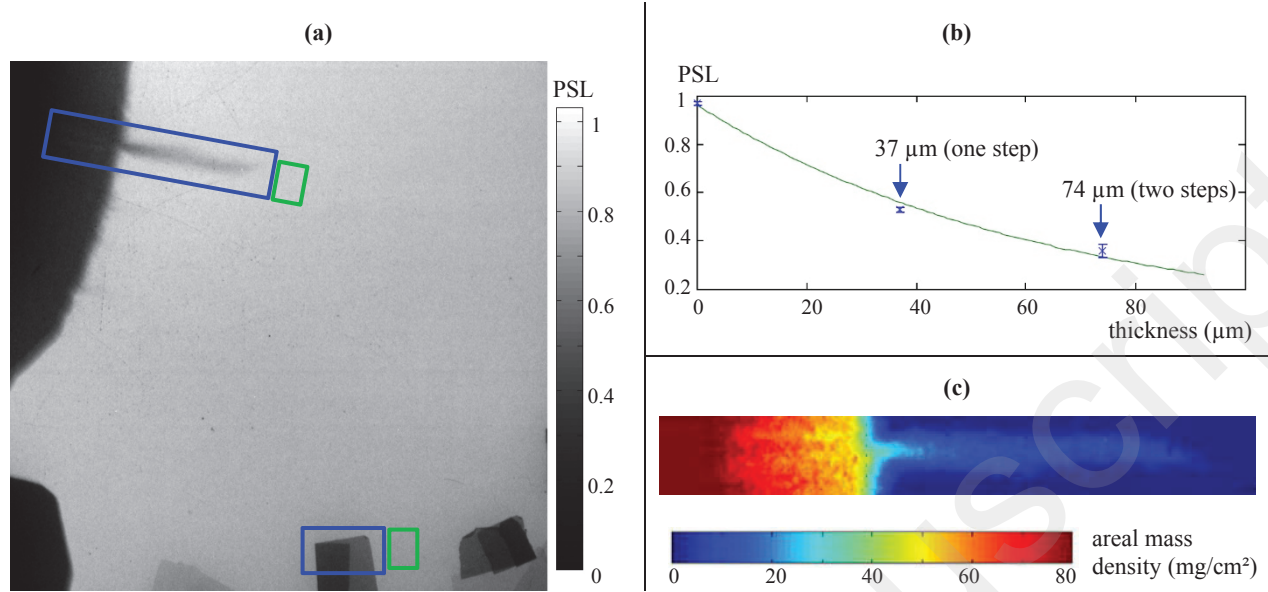 (a)
PSL
1
0.8
0.6
0.4
0.2
0
(b)
PSL
1
0.8
0.6
0.4
0.2
37 µm (one step)
74 µm (two steps)
0 20 40 60 80
thickness (µm)
(c)
areal mass
density (mg/cm²)
0 20 40 60 80